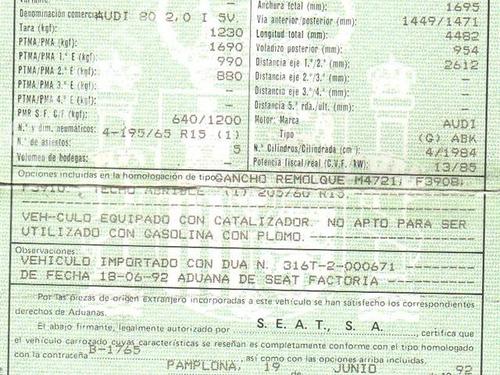 Denominación comercial: AUDI 80 2,0 I 5V.
Tara (kgf): 1230
PTMA/PMA (kgf): 1690
PTMA/PMA 1.º E (kgf): 990
PTMA/PMA 2.º E (kgf): 880
PTMA/PMA 3.º E (kgf): —
PTMA/PMA 4.º E (kgf): —
PMR S.F. C/F (kgf): 640/1200
N.º y dim. neumáticos: 4-195/65 R15 (1)
N.º de asientos: 5
Volumen de bodegas: —
Anchura total (mm): 1695
Vía anterior/posterior (mm): 1449/1471
Longitud total (mm): 4482
Voladizo posterior (mm): 954
Distancia eje 1.º/2.º (mm): 2612
Distancia eje 2.º/3.º (mm): —
Distancia eje 3.º/4.º (mm): —
Distancia 5.ª rda./ult. (mm): —
Motor: Marca AUDI
Tipo (G) ABK
N.º Cilindros/Cilindrada (cm³): 4/1984
Potencia fiscal/real (C.V.F./kW): 13/85
Opciones incluidas en la homologación de tipo: GANCHO REMOLQUE M4721, F3908,
F3910.- TECHO ABRIBLE (1) 205/60 R15.
VEH-CULO EQUIPADO CON CATALIZADOR. NO APTO PARA SER
UTILIZADO CON GASOLINA CON PLOMO.
Observaciones:
VEHICULO IMPORTADO CON DUA N. 316T-2-000671
DE FECHA 18-06-92 ADUANA DE SEAT FACTORIA
Por las piezas de origen extranjero incorporadas a este vehículo se han satisfecho los correspondientes
derechos de Aduanas.
El abajo firmante, legalmente autorizado por S. E. A. T., S. A. , certifica que
el vehículo carrozado cuyas características se reseñan es completamente conforme con el tipo homologado
con la contraseña B-1765 , así como con las opciones arriba incluidas.
PAMPLONA, 19 de JUNIO 92